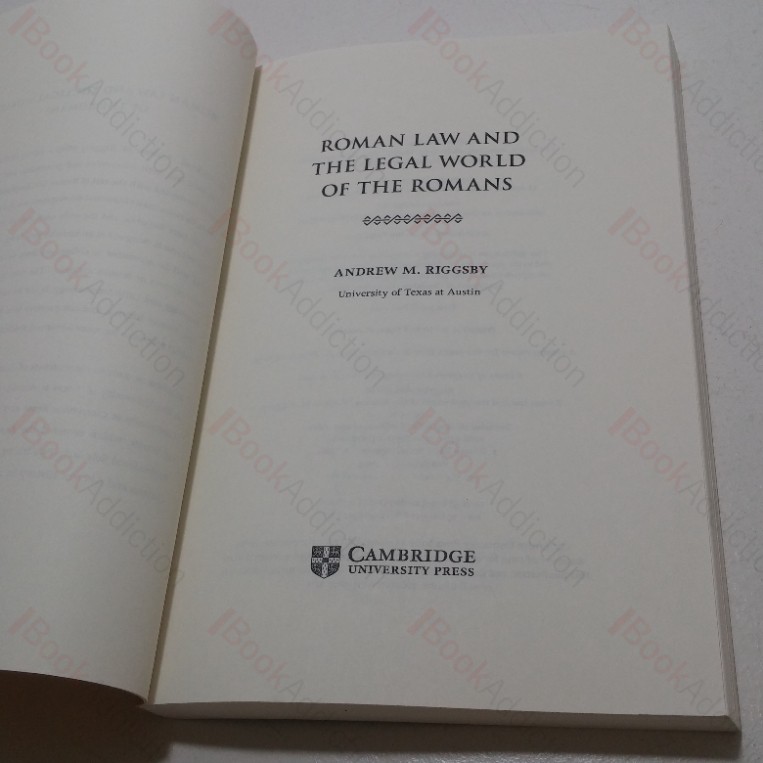 ROMAN LAW AND
THE LEGAL WORLD
OF THE ROMANS
ANDREW M. RIGGSBY
University of Texas at Austin
CAMBRIDGE
UNIVERSITY PRESS
BookAddiction